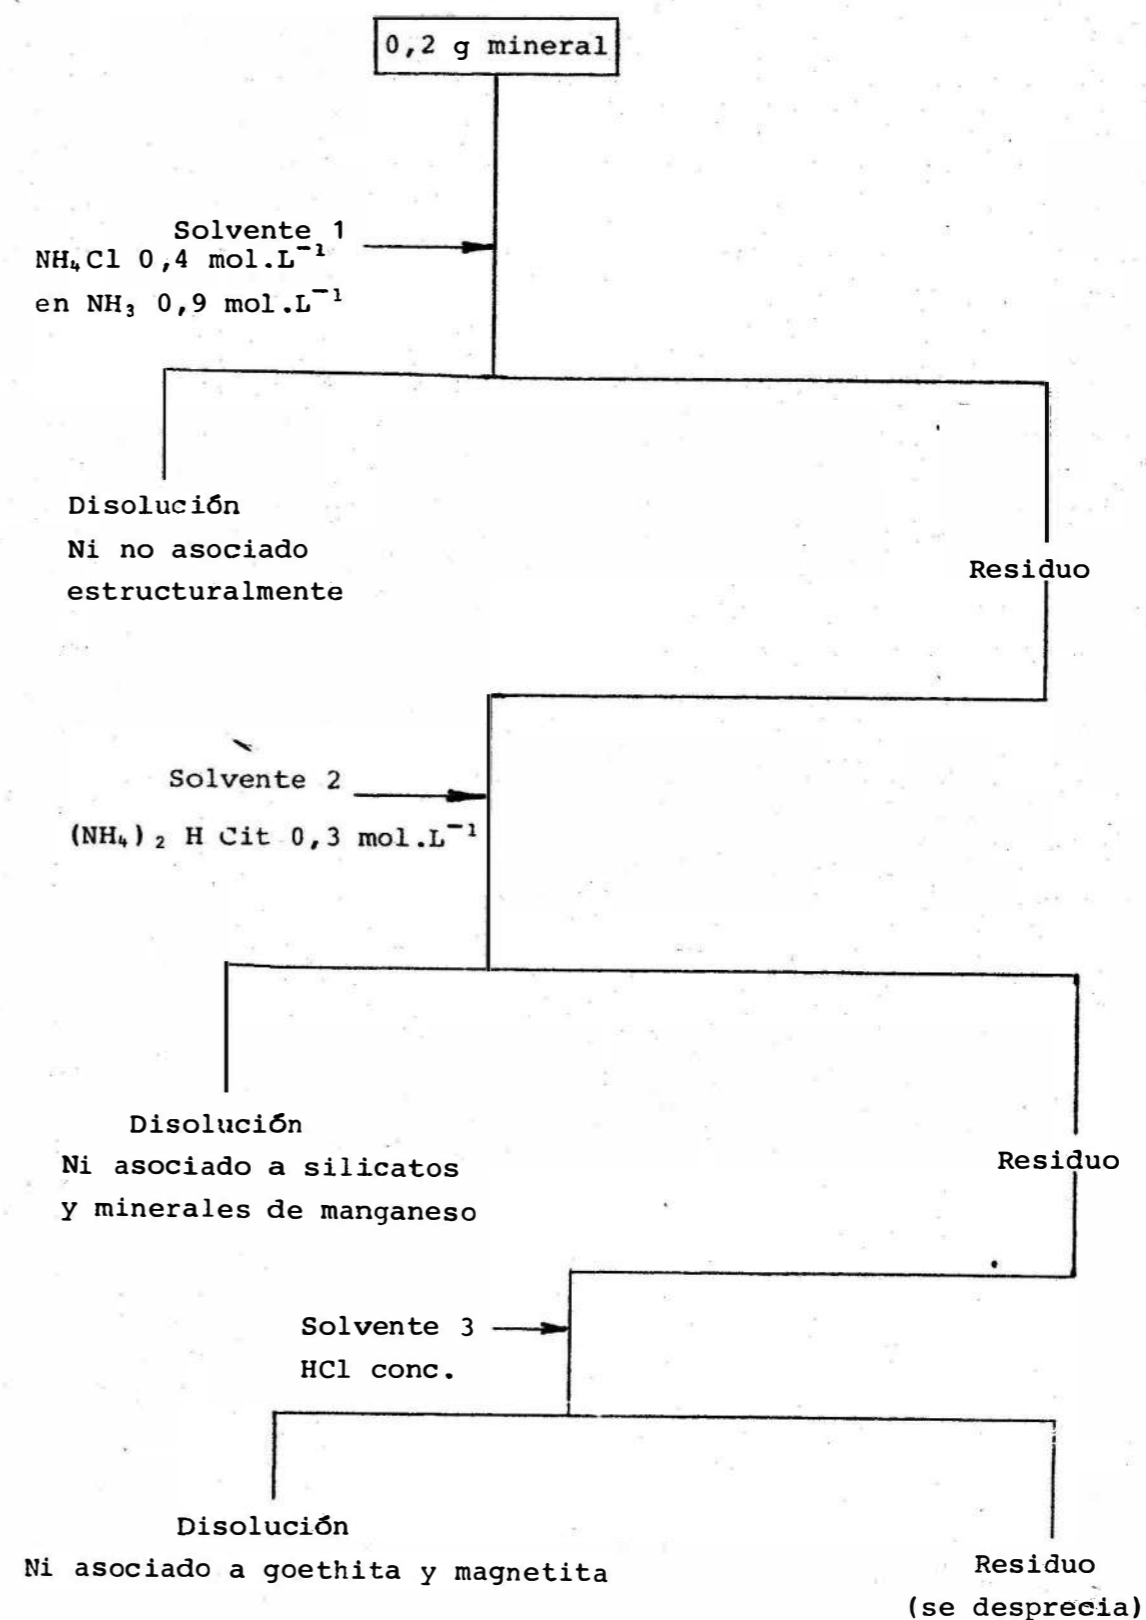 0,2 g mineral
Solvente 1
NH₄Cl 0,4 mol.L⁻¹
en NH₃ 0,9 mol.L⁻¹
Disolución
Ni no asociado
estructuralmente
Residuo
Solvente 2
(NH₄)₂ H Cit 0,3 mol.L⁻¹
Disolución
Ni asociado a silicatos
y minerales de manganeso
Residuo
Solvente 3
HCl conc.
Disolución
Ni asociado a goethita y magnetita
Residuo
(se desprecia)